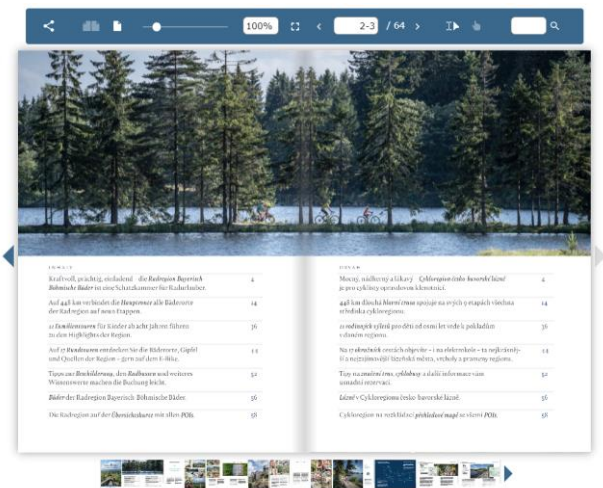 100%
2-3 / 64
INHALT
Kraftvoll, prächtig, einladend – die Radregion Bayerisch- 4
Böhmische Bäder ist eine Schatzkammer für Radurlauber.
Auf 448 km verbindet die Hauptroute alle Bäderorte 14
der Radregion auf neun Etappen.
11 Familientouren für Kinder ab acht Jahren führen 36
zu den Highlights der Region.
Auf 17 Rundtouren entdecken Sie die Bäderorte, Gipfel 44
und Quellen der Region – gern auf dem E-Bike.
Tipps zur Beschilderung, den Radbussen und weiteres 52
Wissenswerte machen die Buchung leicht.
Bäder der Radregion Bayerisch-Böhmische Bäder 56
Die Radregion auf der Übersichtskarte mit allen POIs. 58
OBSAH
Mocný, nádherný a lákavý – Cykloregion česko-bavorské lázně 4
je pro cyklisty opravdovou klenotnicí.
448 km dlouhá hlavní trasa spojuje na svých 9 etapách všechna 14
střediska cykloregionu.
11 rodinných výletů pro děti od osmi let vede k pokladům 36
v daném regionu.
Na 17 okružních cestách objevíte – i na elektrokole – ta nejkrásněj- 44
ší a nejzajímavější lázeňská města, vrcholy a prameny regionu.
Tipy na značení tras, cyklobusy a další informace vám 52
usnadní rezervaci.
Lázně v Cykloregionu česko-bavorské lázně. 56
Cykloregion na rozkládací přehledové mapě se všemi POIs. 58